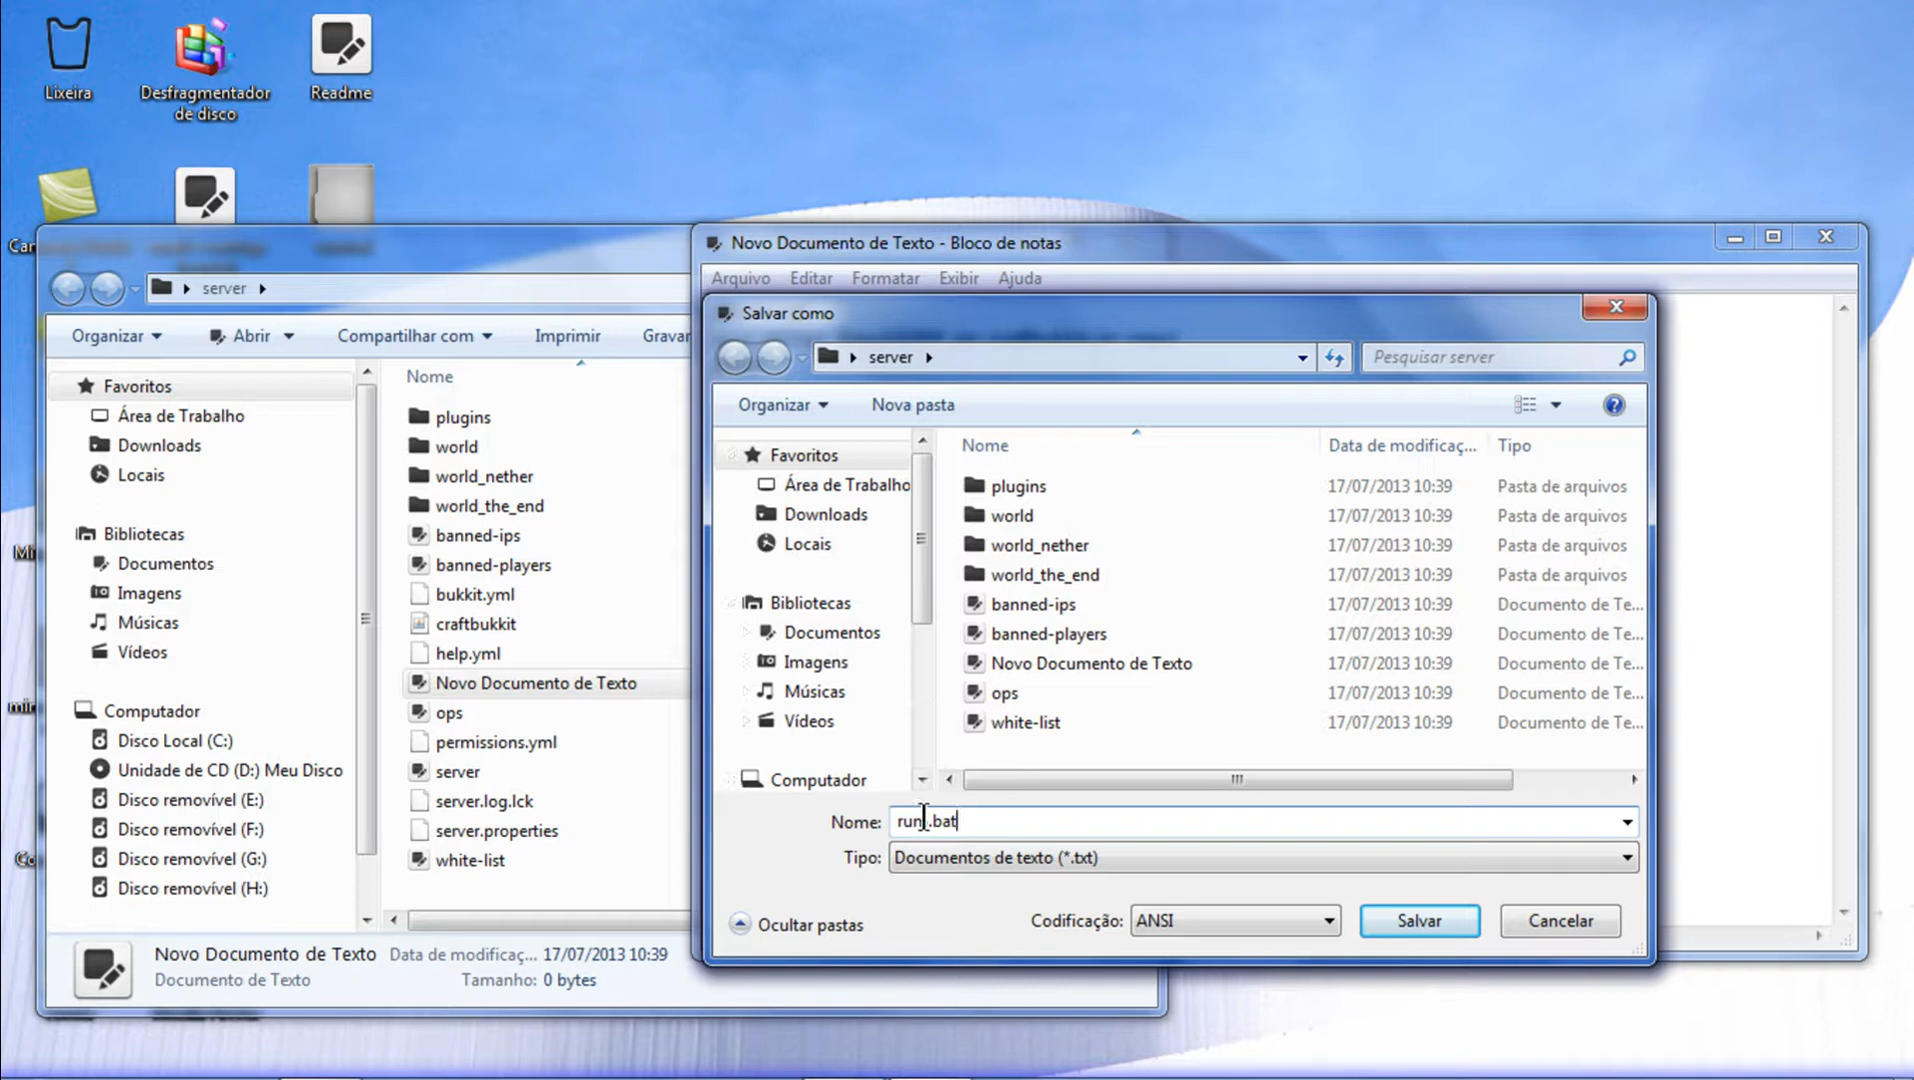 Lixeira
Desfragmentador
de disco
Readme
server
Organizar
Abrir
Compartilhar com
Imprimir
Gravar
Favoritos
Área de Trabalho
Downloads
Locais
Bibliotecas
Documentos
Imagens
Músicas
Vídeos
Computador
Disco Local (C:)
Unidade de CD (D:) Meu Disco
Disco removível (E:)
Disco removível (F:)
Disco removível (G:)
Disco removível (H:)
Nome
plugins
world
world_nether
world_the_end
banned-ips
banned-players
bukkit.yml
craftbukkit
help.yml
Novo Documento de Texto
ops
permissions.yml
server
server.log.lck
server.properties
white-list
Novo Documento de Texto Data de modificaç... 17/07/2013 10:39
Documento de Texto Tamanho: 0 bytes
Novo Documento de Texto - Bloco de notas
Arquivo Editar Formatar Exibir Ajuda
Salvar como
server
Pesquisar server
Organizar Nova pasta
Favoritos
Área de Trabalho
Downloads
Locais
Bibliotecas
Documentos
Imagens
Músicas
Vídeos
Computador
Nome Data de modificaç... Tipo
plugins 17/07/2013 10:39 Pasta de arquivos
world 17/07/2013 10:39 Pasta de arquivos
world_nether 17/07/2013 10:39 Pasta de arquivos
world_the_end 17/07/2013 10:39 Pasta de arquivos
banned-ips 17/07/2013 10:39 Documento de Te...
banned-players 17/07/2013 10:39 Documento de Te...
Novo Documento de Texto 17/07/2013 10:39 Documento de Te...
ops 17/07/2013 10:39 Documento de Te...
white-list 17/07/2013 10:39 Documento de Te...
Nome: run .bat
Tipo: Documentos de texto (*.txt)
Ocultar pastas
Codificação: ANSI
Salvar
Cancelar